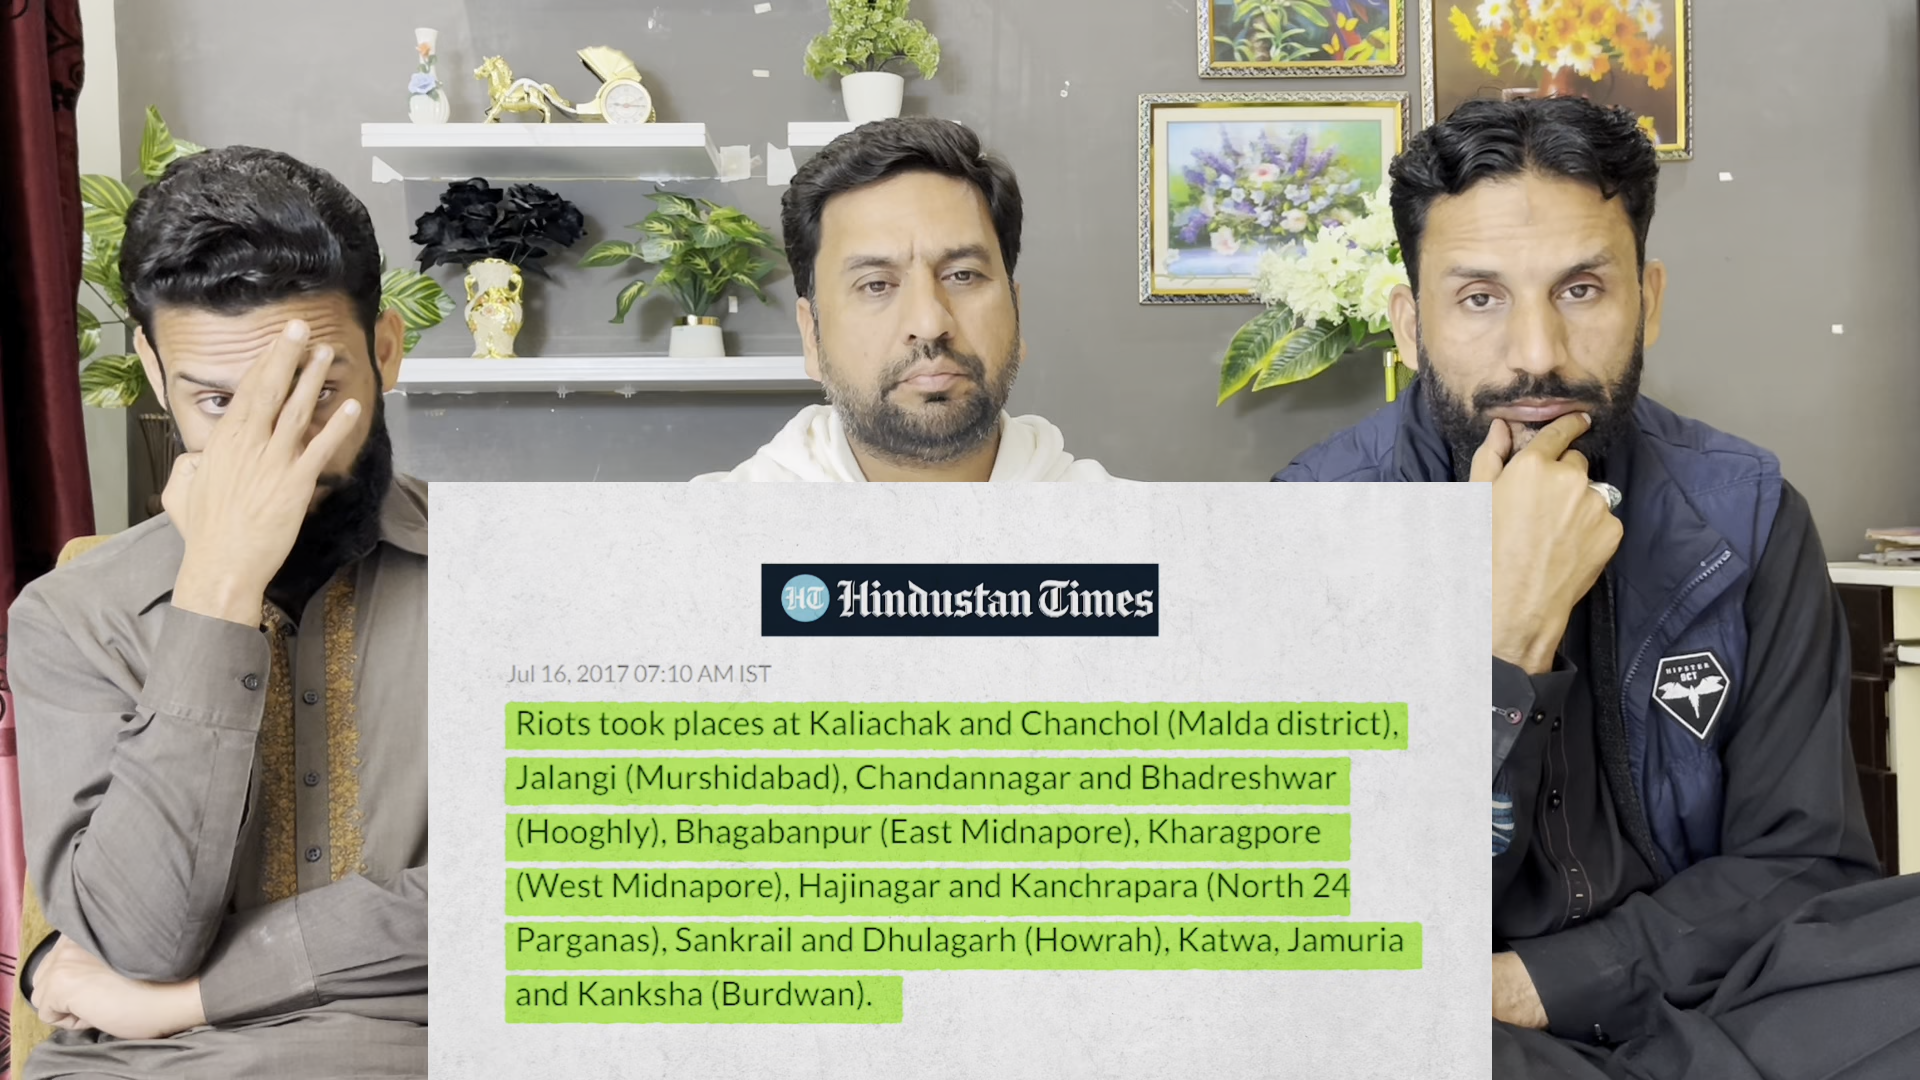 HT Hindustan Times
Jul 16, 2017 07:10 AM IST
Riots took places at Kaliachak and Chanchol (Malda district),
Jalangi (Murshidabad), Chandannagar and Bhadreshwar
(Hooghly), Bhagabanpur (East Midnapore), Kharagpore
(West Midnapore), Hajinagar and Kanchrapara (North 24
Parganas), Sankrail and Dhulagarh (Howrah), Katwa, Jamuria
and Kanksha (Burdwan).
HIPSTER